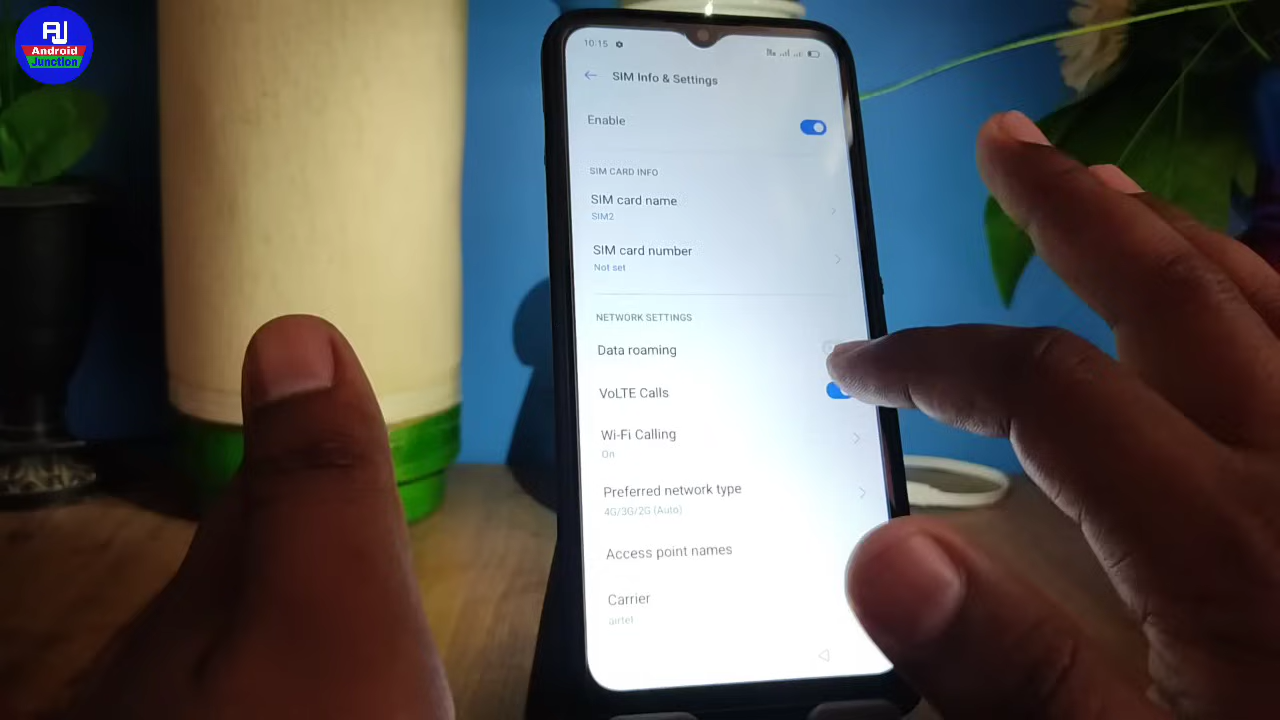 AJ
Android
Junction
10:15
SIM Info & Settings
Enable
SIM CARD INFO
SIM card name
SIM2
SIM card number
Not set
NETWORK SETTINGS
Data roaming
VoLTE Calls
Wi-Fi Calling
On
Preferred network type
4G/3G/2G (Auto)
Access point names
Carrier
airtel